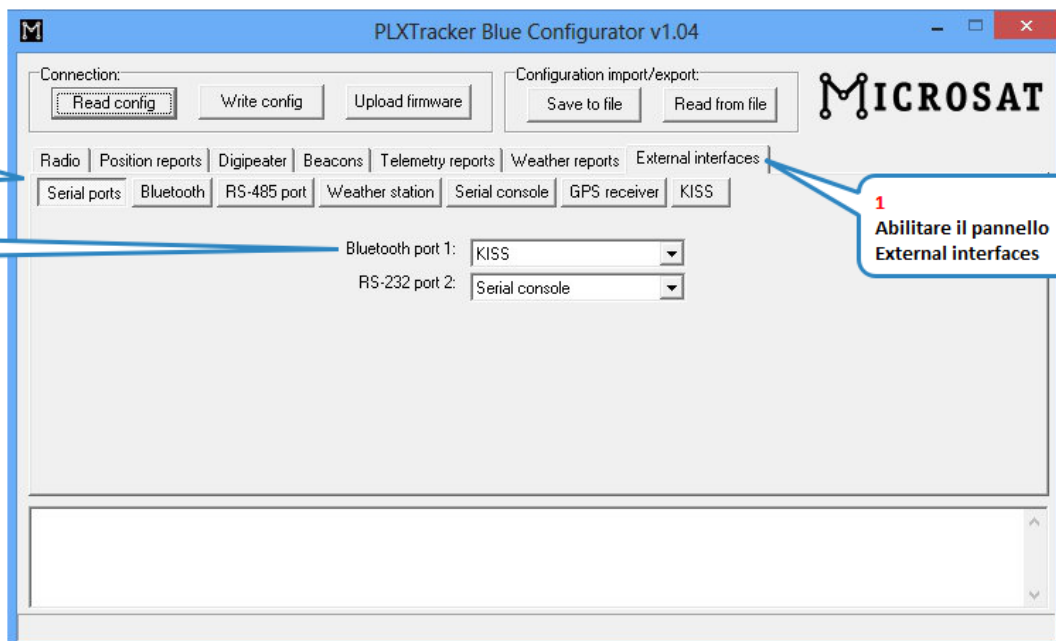 PLXTracker Blue Configurator v1.04
Connection:
Read config Write config Upload firmware
Configuration import/export:
Save to file Read from file
MICROSAT
Radio Position reports Digipeater Beacons Telemetry reports Weather reports External interfaces
Serial ports Bluetooth RS-485 port Weather station Serial console GPS receiver KISS
1
Abilitare il pannello
External interfaces
Bluetooth port 1: KISS
RS-232 port 2: Serial console